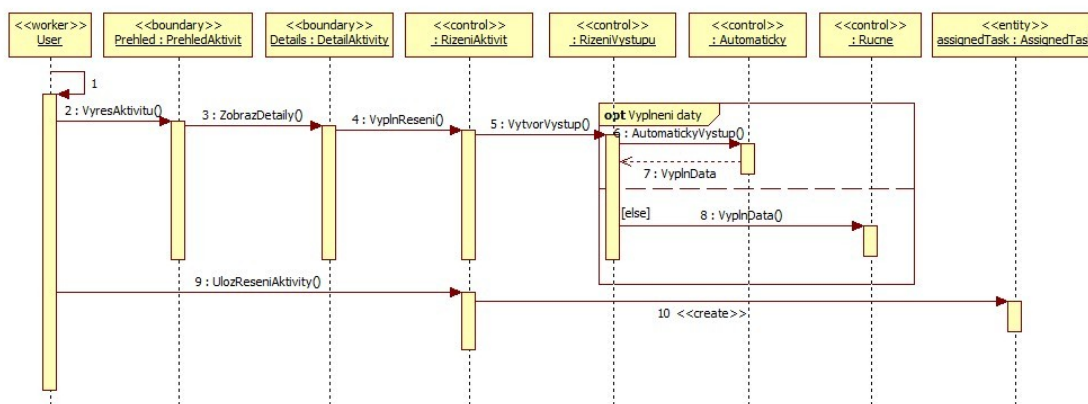 <<worker>>
User
<<boundary>>
Prehled : PrehledAktivit
<<boundary>>
Details : DetailAktivity
<<control>>
: RizeniAktivit
<<control>>
: RizeniVystupu
<<control>>
: Automaticky
<<control>>
: Rucne
<<entity>>
assignedTask : AssignedTas
1
2 : VyresAktivitu()
3 : ZobrazDetaily()
4 : VyplnReseni()
5 : VytvorVystup()
opt Vyplneni daty
6 : AutomatickyVystup()
7 : VyplnData
[else]
8 : VyplnData()
9 : UlozReseniAktivity()
10 <<create>>